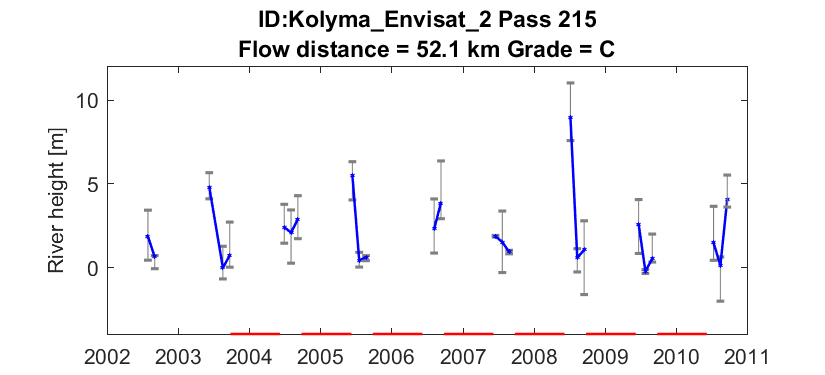 ID:Kolyma_Envisat_2 Pass 215
Flow distance = 52.1 km Grade = C
River height [m]
10
5
0
2002 2003 2004 2005 2006 2007 2008 2009 2010 2011